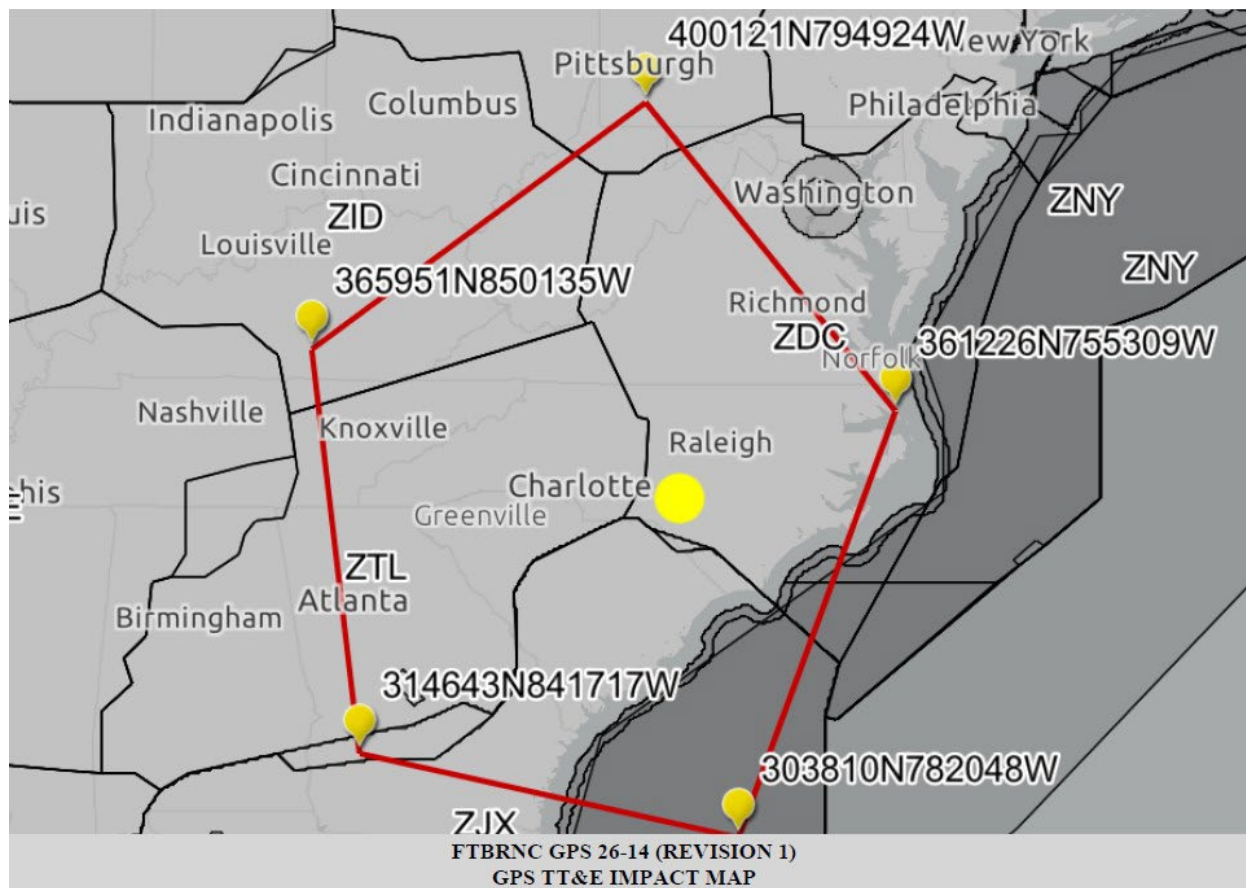 400121N794924W
New York
Pittsburgh
Columbus
Philadelphia
Indianapolis
Cincinnati
Washington
ZNY
uis
ZID
Louisville
ZNY
365951N850135W
Richmond
ZDC
361226N755309W
Norfolk
Nashville
Knoxville
Raleigh
his
Charlotte
Greenville
ZTL
Atlanta
Birmingham
314643N841717W
303810N782048W
ZJX
FTBRNC GPS 26-14 (REVISION 1)
GPS TT&E IMPACT MAP